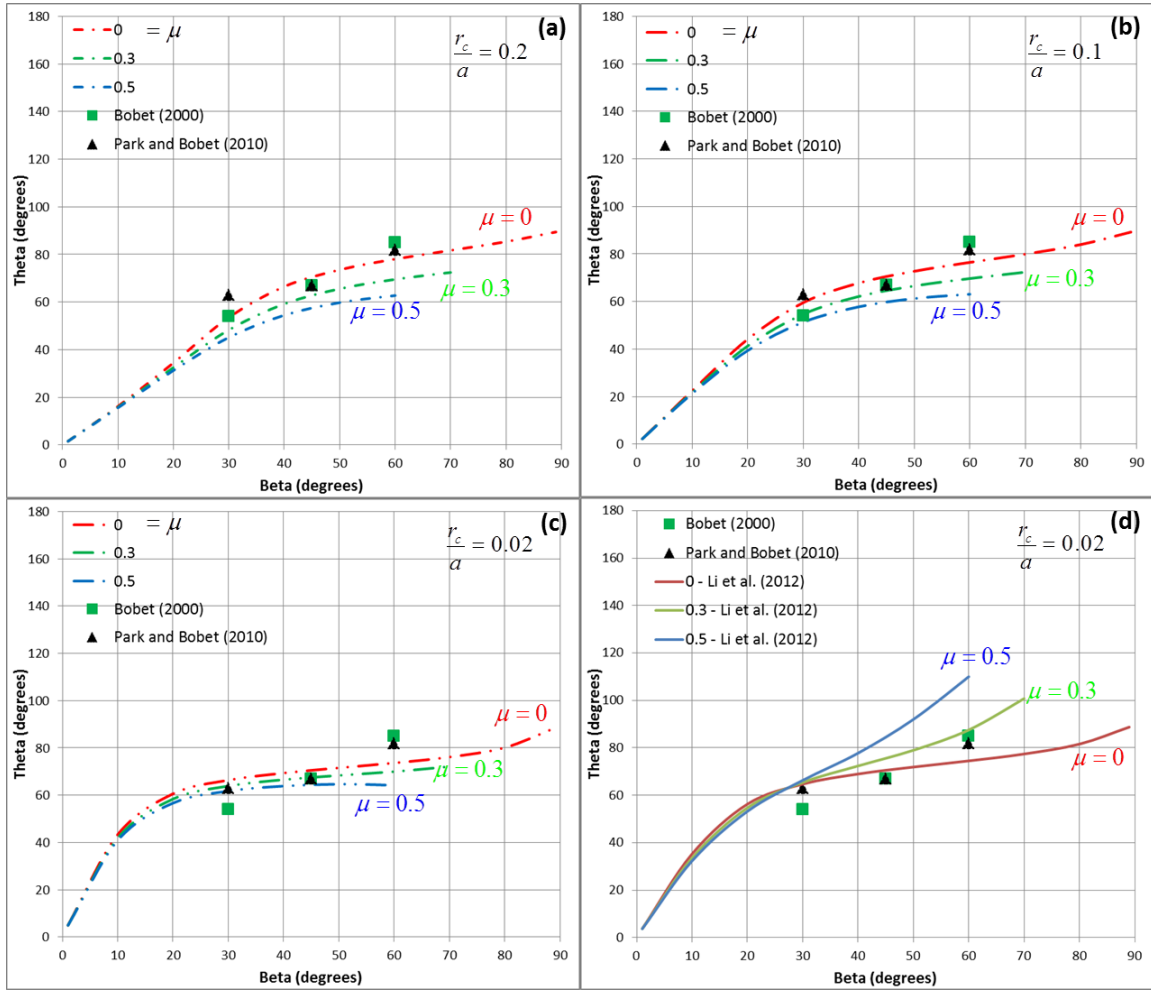 (a)
0 = μ
0.3
0.5
Bobet (2000)
Park and Bobet (2010)
r_c/a = 0.2
μ = 0
μ = 0.3
μ = 0.5
Theta (degrees)
180
160
140
120
100
80
60
40
20
0
0 10 20 30 40 50 60 70 80 90
Beta (degrees)
(b)
0 = μ
0.3
0.5
Bobet (2000)
Park and Bobet (2010)
r_c/a = 0.1
μ = 0
μ = 0.3
μ = 0.5
Theta (degrees)
180
160
140
120
100
80
60
40
20
0
0 10 20 30 40 50 60 70 80 90
Beta (degrees)
(c)
0 = μ
0.3
0.5
Bobet (2000)
Park and Bobet (2010)
r_c/a = 0.02
μ = 0
μ = 0.3
μ = 0.5
Theta (degrees)
180
160
140
120
100
80
60
40
20
0
0 10 20 30 40 50 60 70 80 90
Beta (degrees)
(d)
Bobet (2000)
Park and Bobet (2010)
0 - Li et al. (2012)
0.3 - Li et al. (2012)
0.5 - Li et al. (2012)
r_c/a = 0.02
μ = 0.5
μ = 0.3
μ = 0
Theta (degrees)
180
160
140
120
100
80
60
40
20
0
0 10 20 30 40 50 60 70 80 90
Beta (degrees)